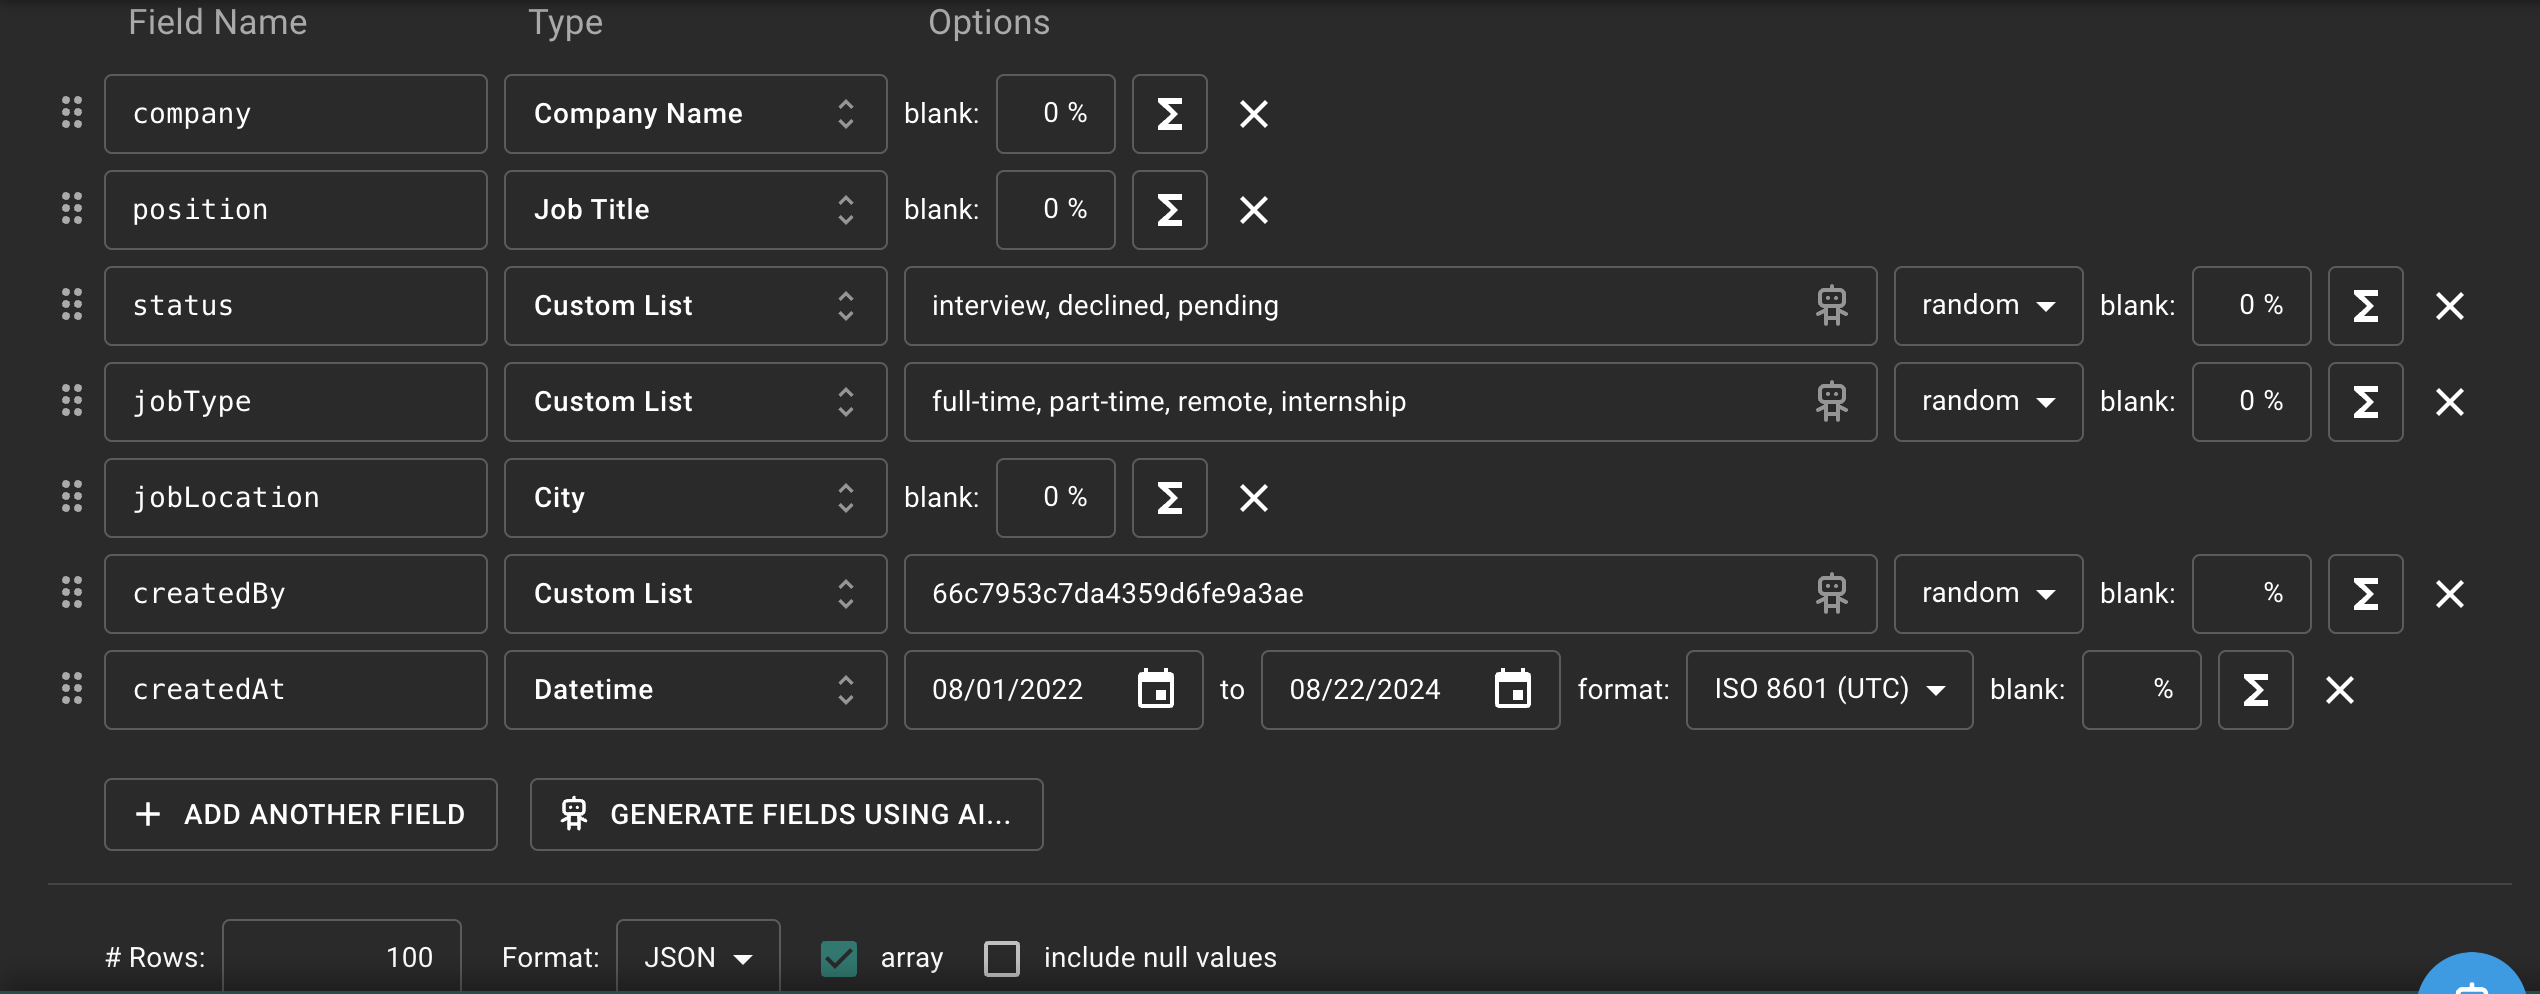 Field Name Type Options
company Company Name blank: 0 % Σ
position Job Title blank: 0 % Σ
status Custom List interview, declined, pending random blank: 0 % Σ
jobType Custom List full-time, part-time, remote, internship random blank: 0 % Σ
jobLocation City blank: 0 % Σ
createdBy Custom List 66c7953c7da4359d6fe9a3ae random blank: % Σ
createdAt Datetime 08/01/2022 to 08/22/2024 format: ISO 8601 (UTC) blank: % Σ
+ ADD ANOTHER FIELD GENERATE FIELDS USING AI...
# Rows: 100 Format: JSON array include null values